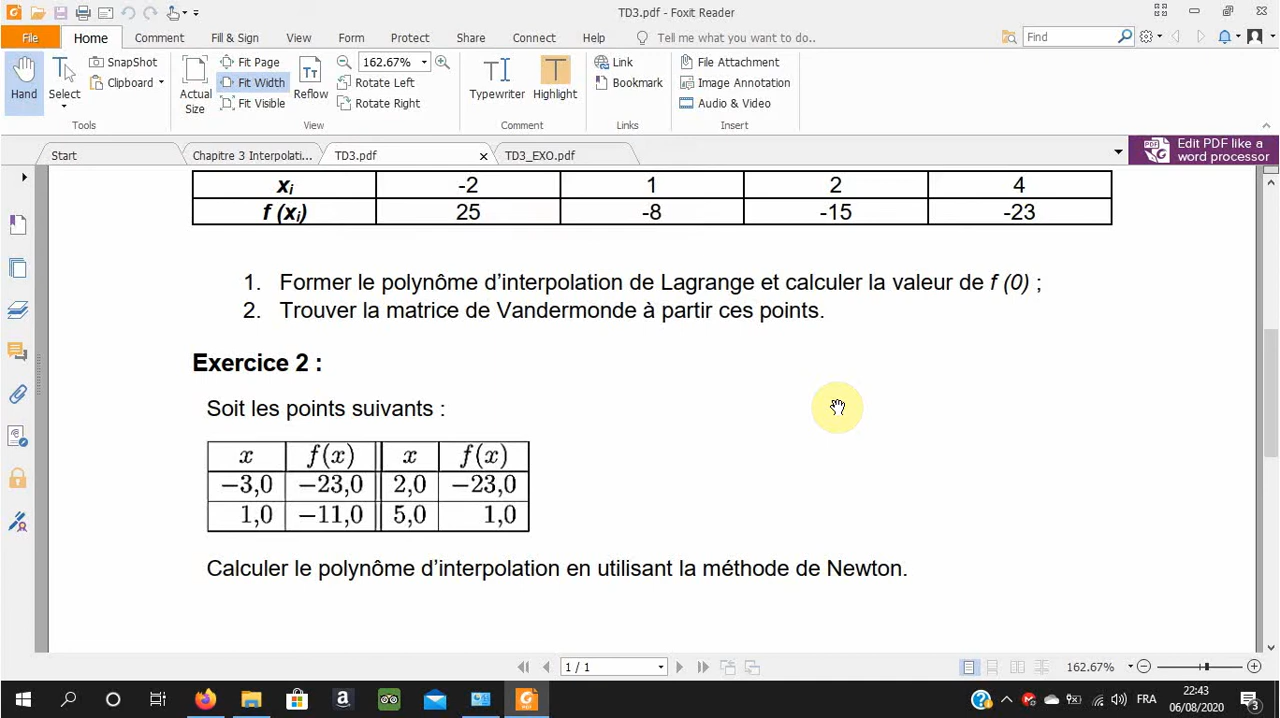 TD3.pdf - Foxit Reader
File Home Comment Fill & Sign View Form Protect Share Connect Help Tell me what you want to do.. Find
Hand
Select
SnapShot
Clipboard
Tools
Actual Size
Fit Page
Fit Width
Fit Visible
Reflow
162.67%
Rotate Left
Rotate Right
View
Typewriter
Highlight
Comment
Link
Bookmark
Links
File Attachment
Image Annotation
Audio & Video
Insert
Start Chapitre 3 Interpolati... TD3.pdf TD3_EXO.pdf
Edit PDF like a
word processor
xi -2 1 2 4
f (xi) 25 -8 -15 -23
1. Former le polynôme d’interpolation de Lagrange et calculer la valeur de f (0) ;
2. Trouver la matrice de Vandermonde à partir ces points.
Exercice 2 :
Soit les points suivants :
x f(x) x f(x)
−3,0 −23,0 2,0 −23,0
1,0 −11,0 5,0 1,0
Calculer le polynôme d’interpolation en utilisant la méthode de Newton.
1 / 1 162.67%
FRA 22:43
06/08/2020
3